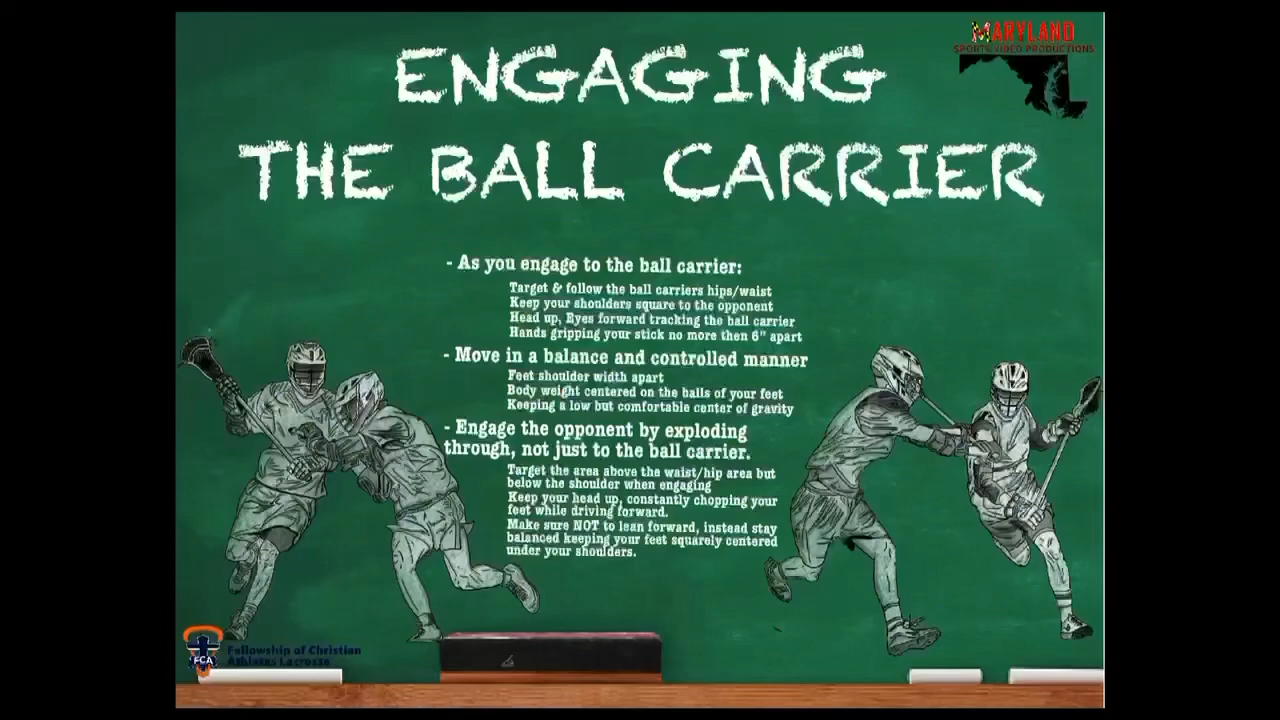 MARYLAND
SPORTS VIDEO PRODUCTIONS
ENGAGING
THE BALL CARRIER
- As you engage to the ball carrier:
Target & follow the ball carriers hips/waist
Keep your shoulders square to the opponent
Head up, Eyes forward tracking the ball carrier
Hands gripping your stick no more then 6" apart
- Move in a balance and controlled manner
Feet shoulder width apart
Body weight centered on the balls of your feet
Keeping a low but comfortable center of gravity
- Engage the opponent by exploding
through, not just to the ball carrier.
Target the area above the waist/hip area but
below the shoulder when engaging
Keep your head up, constantly chopping your
feet while driving forward.
Make sure NOT to lean forward, instead stay
balanced keeping your feet squarely centered
under your shoulders.
FCA
Fellowship of Christian
Athletes Lacrosse